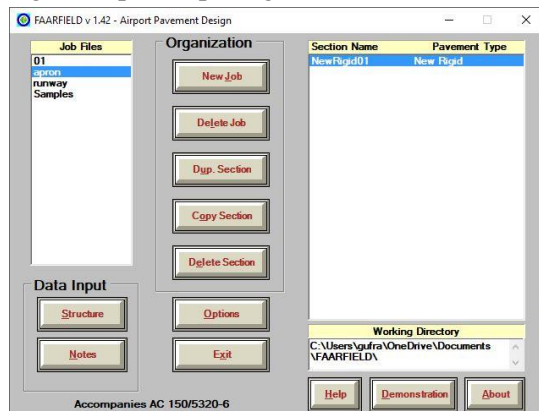 FAARFIELD v 1.42 - Airport Pavement Design
Job Files
01
apron
runway
Samples
Organization
New Job
Delete Job
Dup. Section
Copy Section
Delete Section
Section Name Pavement Type
NewRigid01 New Rigid
Data Input
Structure
Notes
Options
Exit
Working Directory
C:\Users\gufra\OneDrive\Documents
\FAARFIELD\
Help
Demonstration
About
Accompanies AC 150/5320-6